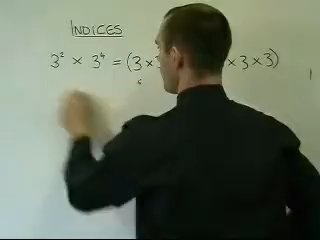 INDICES
3² × 3⁴ = (3 × 3 × 3)